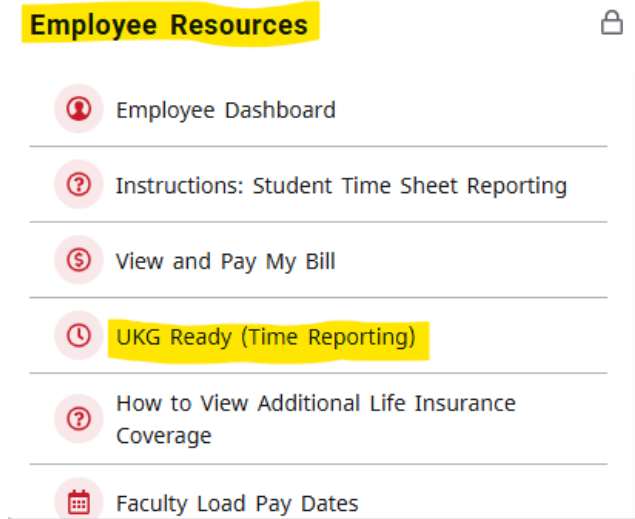 Employee Resources
Employee Dashboard
Instructions: Student Time Sheet Reporting
View and Pay My Bill
UKG Ready (Time Reporting)
How to View Additional Life Insurance
Coverage
Faculty Load Pay Dates